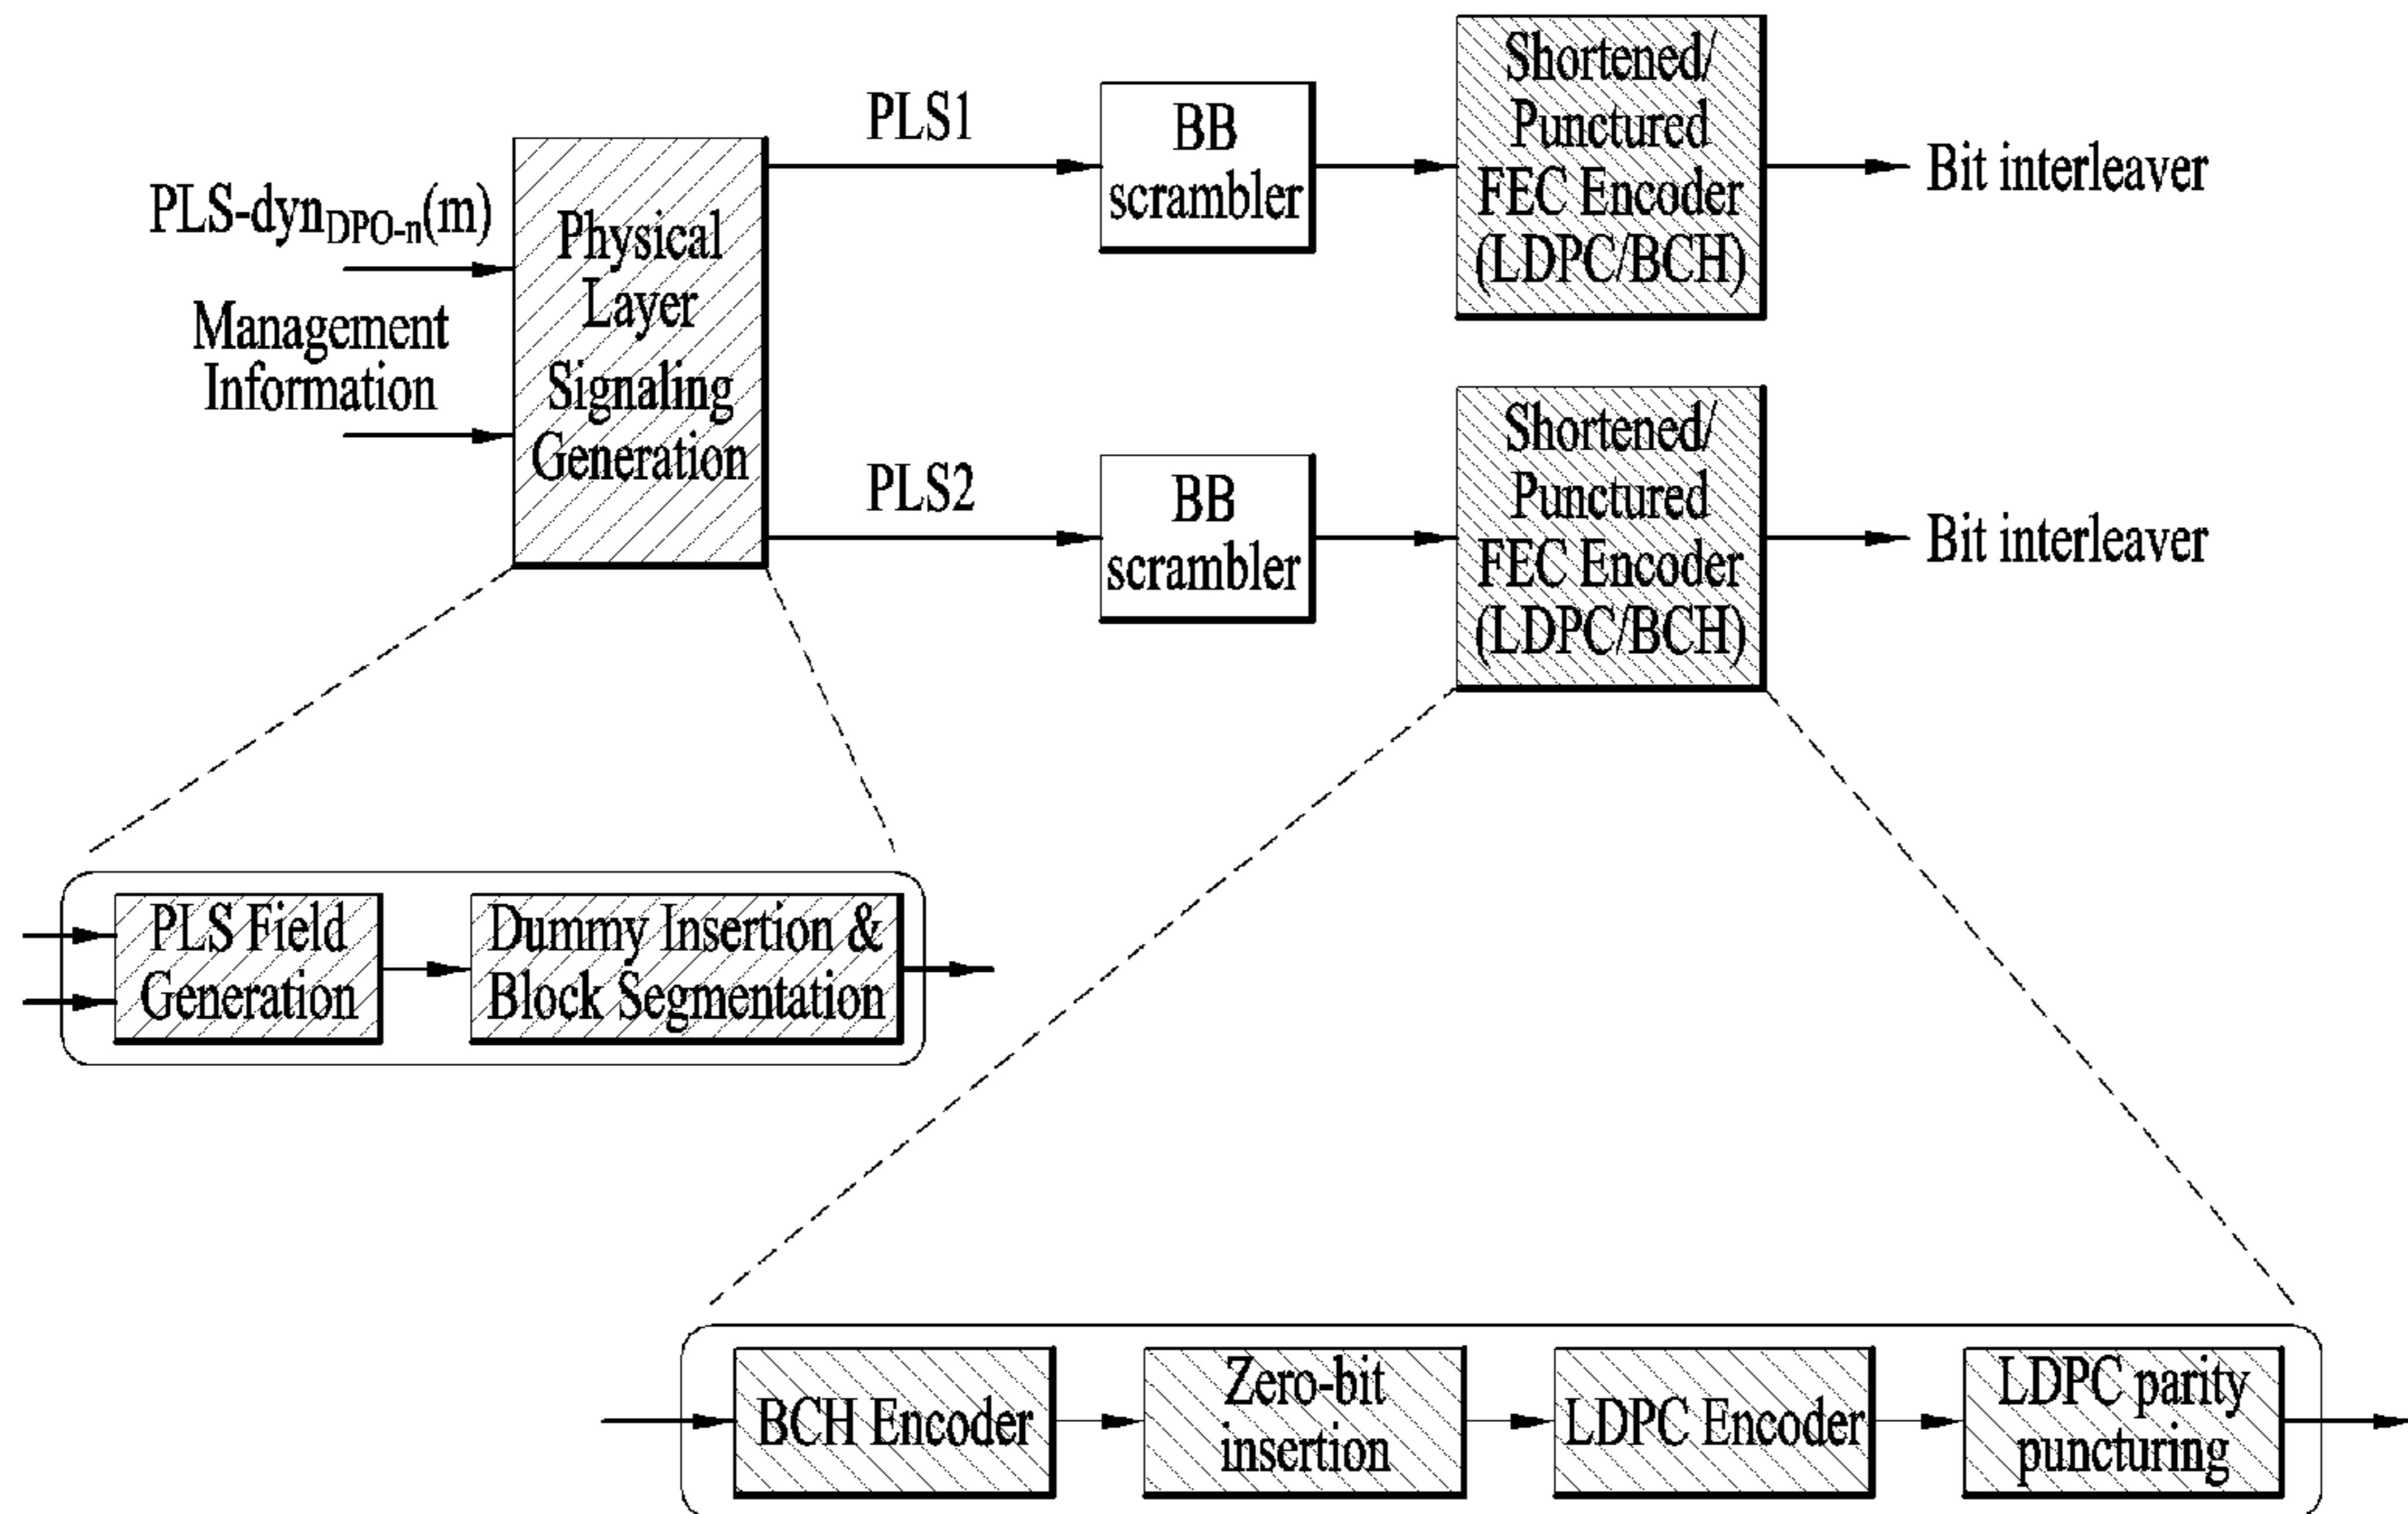 PLS-dynDPO-n(m)
Management
Information
Physical
Layer
Signaling
Generation
PLS1
BB
scrambler
Shortened/
Punctured
FEC Encoder
(LDPC/BCH)
Bit interleaver
PLS2
BB
scrambler
Shortened/
Punctured
FEC Encoder
(LDPC/BCH)
Bit interleaver
PLS Field
Generation
Dummy Insertion &
Block Segmentation
BCH Encoder
Zero-bit
insertion
LDPC Encoder
LDPC parity
puncturing